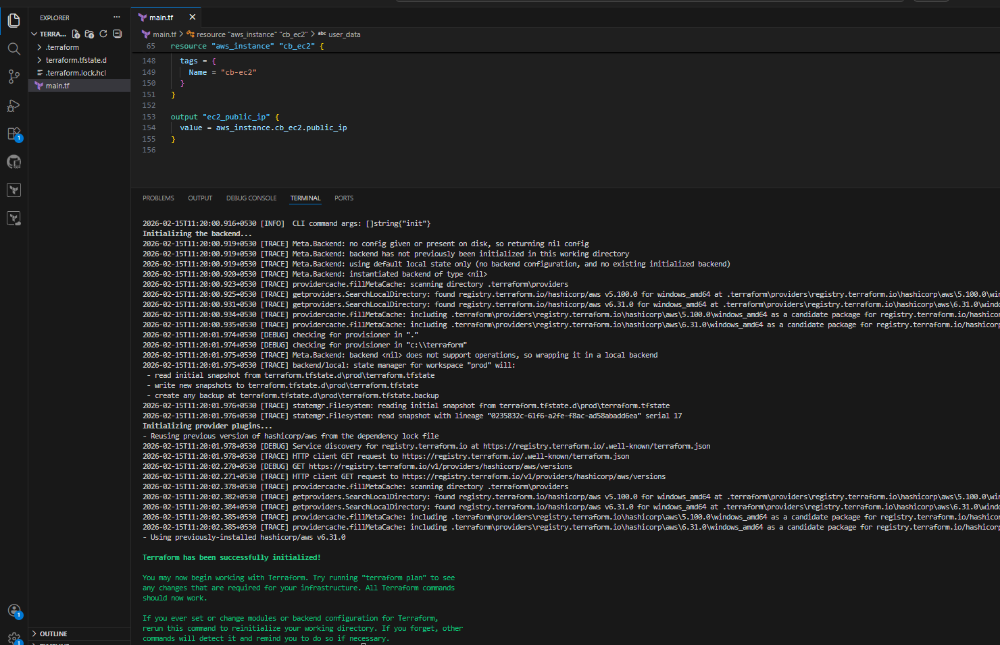 EXPLORER
···
TERRA...
.terraform
terraform.tfstate.d
.terraform.lock.hcl
main.tf
1
1
1
OUTLINE
main.tf
main.tf > resource "aws_instance" "cb_ec2" > abc user_data
65 resource "aws_instance" "cb_ec2" {
148 tags = {
149 Name = "cb-ec2"
150 }
151 }
152
153 output "ec2_public_ip" {
154 value = aws_instance.cb_ec2.public_ip
155 }
156
PROBLEMS OUTPUT DEBUG CONSOLE TERMINAL PORTS
2026-02-15T11:20:00.916+0530 [INFO]  CLI command args: []string{"init"}
Initializing the backend...
2026-02-15T11:20:00.919+0530 [TRACE] Meta.Backend: no config given or present on disk, so returning nil config
2026-02-15T11:20:00.919+0530 [TRACE] Meta.Backend: backend has not previously been initialized in this working directory
2026-02-15T11:20:00.919+0530 [TRACE] Meta.Backend: using default local state only (no backend configuration, and no existing initialized backend)
2026-02-15T11:20:00.920+0530 [TRACE] Meta.Backend: instantiated backend of type <nil>
2026-02-15T11:20:00.923+0530 [TRACE] providercache.fillMetaCache: scanning directory .terraform\providers
2026-02-15T11:20:00.925+0530 [TRACE] getproviders.SearchLocalDirectory: found registry.terraform.io/hashicorp/aws v5.100.0 for windows_amd64 at .terraform\providers\registry.terraform.io\hashicorp\aws\5.100.0\win
2026-02-15T11:20:00.931+0530 [TRACE] getproviders.SearchLocalDirectory: found registry.terraform.io/hashicorp/aws v6.31.0 for windows_amd64 at .terraform\providers\registry.terraform.io\hashicorp\aws\6.31.0\windo
2026-02-15T11:20:00.934+0530 [TRACE] providercache.fillMetaCache: including .terraform\providers\registry.terraform.io\hashicorp\aws\5.100.0\windows_amd64 as a candidate package for registry.terraform.io/hashicor
2026-02-15T11:20:00.935+0530 [TRACE] providercache.fillMetaCache: including .terraform\providers\registry.terraform.io\hashicorp\aws\6.31.0\windows_amd64 as a candidate package for registry.terraform.io/hashicorp
2026-02-15T11:20:01.974+0530 [DEBUG] checking for provisioner in "."
2026-02-15T11:20:01.974+0530 [DEBUG] checking for provisioner in "c:\\terraform"
2026-02-15T11:20:01.975+0530 [TRACE] Meta.Backend: backend <nil> does not support operations, so wrapping it in a local backend
2026-02-15T11:20:01.975+0530 [TRACE] backend/local: state manager for workspace "prod" will:
 - read initial snapshot from terraform.tfstate.d\prod\terraform.tfstate
 - write new snapshots to terraform.tfstate.d\prod\terraform.tfstate
 - create any backup at terraform.tfstate.d\prod\terraform.tfstate.backup
2026-02-15T11:20:01.976+0530 [TRACE] statemgr.Filesystem: reading initial snapshot from terraform.tfstate.d\prod\terraform.tfstate
2026-02-15T11:20:01.976+0530 [TRACE] statemgr.Filesystem: read snapshot with lineage "0235832c-61f6-a2fe-f8ac-ad58abadd6ea" serial 17
Initializing provider plugins...
- Reusing previous version of hashicorp/aws from the dependency lock file
2026-02-15T11:20:01.978+0530 [DEBUG] Service discovery for registry.terraform.io at https://registry.terraform.io/.well-known/terraform.json
2026-02-15T11:20:01.978+0530 [TRACE] HTTP client GET request to https://registry.terraform.io/.well-known/terraform.json
2026-02-15T11:20:02.270+0530 [DEBUG] GET https://registry.terraform.io/v1/providers/hashicorp/aws/versions
2026-02-15T11:20:02.271+0530 [TRACE] HTTP client GET request to https://registry.terraform.io/v1/providers/hashicorp/aws/versions
2026-02-15T11:20:02.378+0530 [TRACE] providercache.fillMetaCache: scanning directory .terraform\providers
2026-02-15T11:20:02.382+0530 [TRACE] getproviders.SearchLocalDirectory: found registry.terraform.io/hashicorp/aws v5.100.0 for windows_amd64 at .terraform\providers\registry.terraform.io\hashicorp\aws\5.100.0\win
2026-02-15T11:20:02.384+0530 [TRACE] getproviders.SearchLocalDirectory: found registry.terraform.io/hashicorp/aws v6.31.0 for windows_amd64 at .terraform\providers\registry.terraform.io\hashicorp\aws\6.31.0\windo
2026-02-15T11:20:02.385+0530 [TRACE] providercache.fillMetaCache: including .terraform\providers\registry.terraform.io\hashicorp\aws\5.100.0\windows_amd64 as a candidate package for registry.terraform.io/hashicor
2026-02-15T11:20:02.385+0530 [TRACE] providercache.fillMetaCache: including .terraform\providers\registry.terraform.io\hashicorp\aws\6.31.0\windows_amd64 as a candidate package for registry.terraform.io/hashicorp
- Using previously-installed hashicorp/aws v6.31.0
Terraform has been successfully initialized!
You may now begin working with Terraform. Try running "terraform plan" to see
any changes that are required for your infrastructure. All Terraform commands
should now work.
If you ever set or change modules or backend configuration for Terraform,
rerun this command to reinitialize your working directory. If you forget, other
commands will detect it and remind you to do so if necessary.